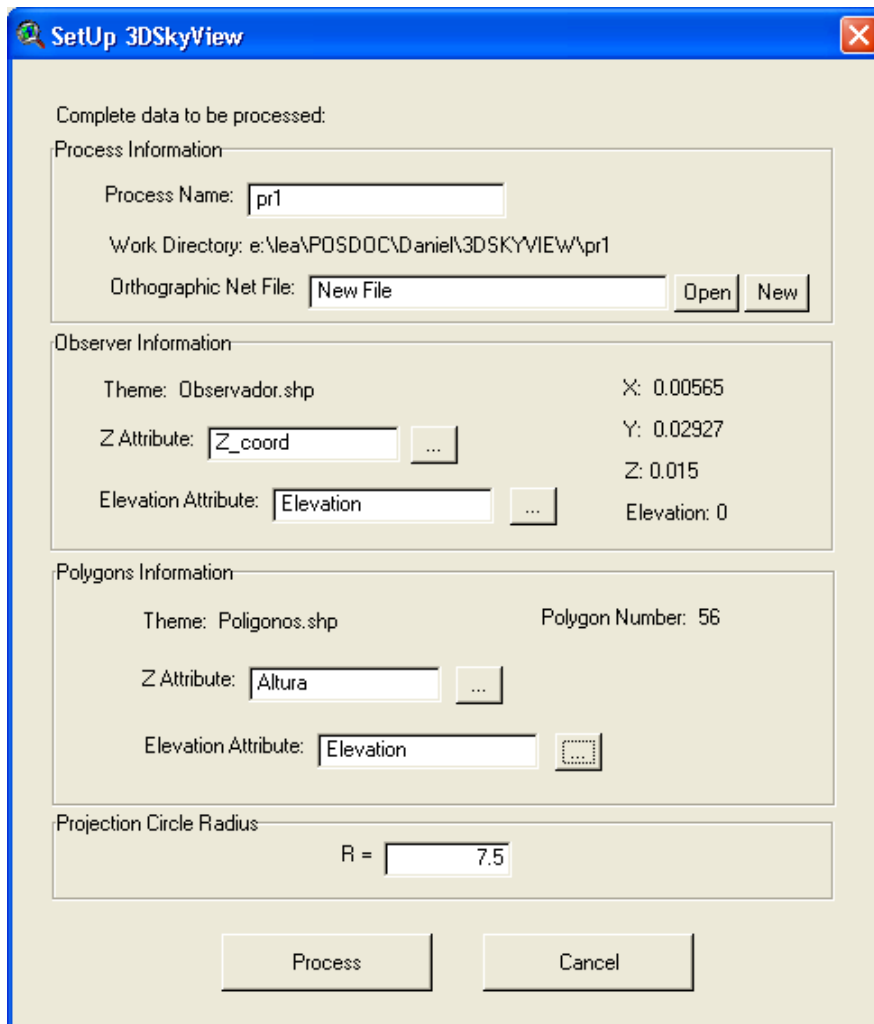 SetUp 3DSkyView
Complete data to be processed:
Process Information
Process Name: pr1
Work Directory: e:\lea\POSDOC\Daniel\3DSKYVIEW\pr1
Orthographic Net File: New File Open New
Observer Information
Theme: Observador.shp X: 0.00565
Y: 0.02927
Z Attribute: Z_coord ...
Z: 0.015
Elevation Attribute: Elevation ... Elevation: 0
Polygons Information
Theme: Poligonos.shp Polygon Number: 56
Z Attribute: Altura ...
Elevation Attribute: Elevation ...
Projection Circle Radius
R = 7.5
Process Cancel